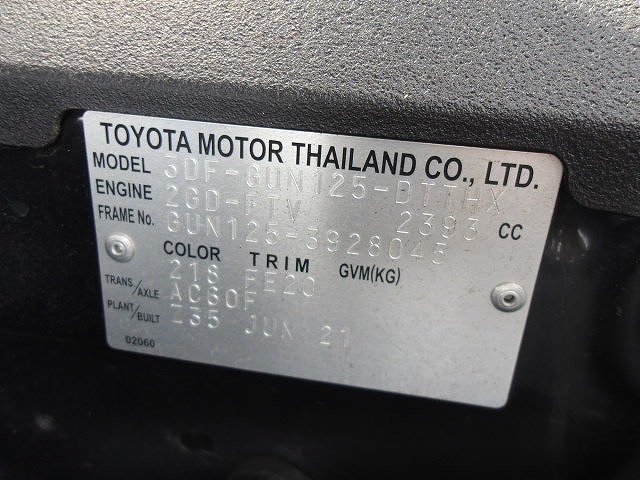 TOYOTA MOTOR THAILAND CO., LTD.
MODEL 3DF-GUN125-DTTHX
ENGINE 2GD-FTV 2393 CC
FRAME No. GUN125-3928043
COLOR TRIM GVM(KG)
218 FE20
TRANS/AXLE AC60F
PLANT/BUILT Z35 JUN 21
02060